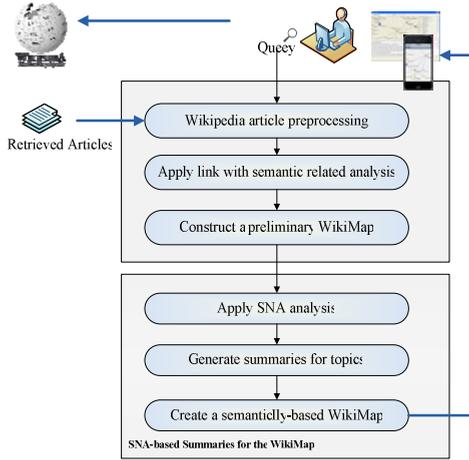 Queey
Wikipedia article preprocessing
Retrieved Articles
Apply link with semantic related analysis
Construct a preliminary WikiMap
Apply SNA analysis
Generate summaries for topics
Create a semanticlly-based WikiMap
SNA-based Summaries for the WikiMap